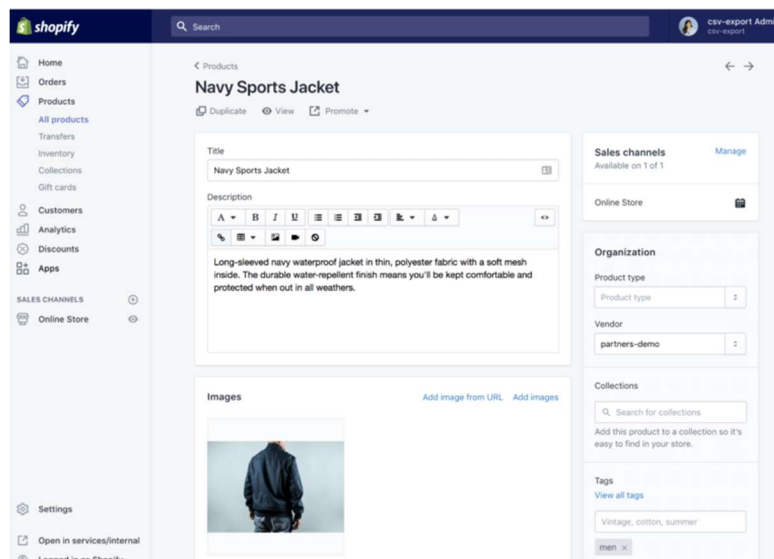 shopify
Search
csv-export Admi
csv-export
Home
Orders
Products
All products
Transfers
Inventory
Collections
Gift cards
Customers
Analytics
Discounts
Apps
SALES CHANNELS
Online Store
Settings
Open in services/internal
Logged in as Shopify
Products
Navy Sports Jacket
Duplicate
View
Promote
Title
Navy Sports Jacket
Description
A B I U A
Long-sleeved navy waterproof jacket in thin, polyester fabric with a soft mesh
inside. The durable water-repellent finish means you'll be kept comfortable and
protected when out in all weathers.
Images
Add image from URL Add images
Sales channels
Manage
Available on 1 of 1
Online Store
Organization
Product type
Product type
Vendor
partners-demo
Collections
Search for collections
Add this product to a collection so it's
easy to find in your store.
Tags
View all tags
Vintage, cotton, summer
men ×